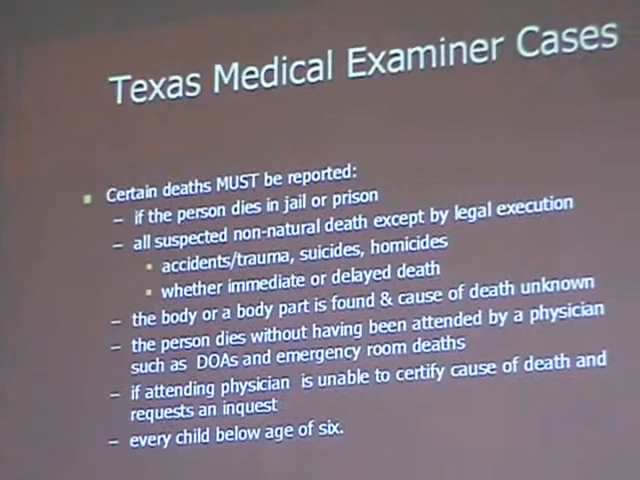 Texas Medical Examiner Cases
Certain deaths MUST be reported:
– if the person dies in jail or prison
– all suspected non-natural death except by legal execution
accidents/trauma, suicides, homicides
whether immediate or delayed death
– the body or a body part is found & cause of death unknown
– the person dies without having been attended by a physician
such as DOAs and emergency room deaths
– if attending physician is unable to certify cause of death and
requests an inquest
– every child below age of six.